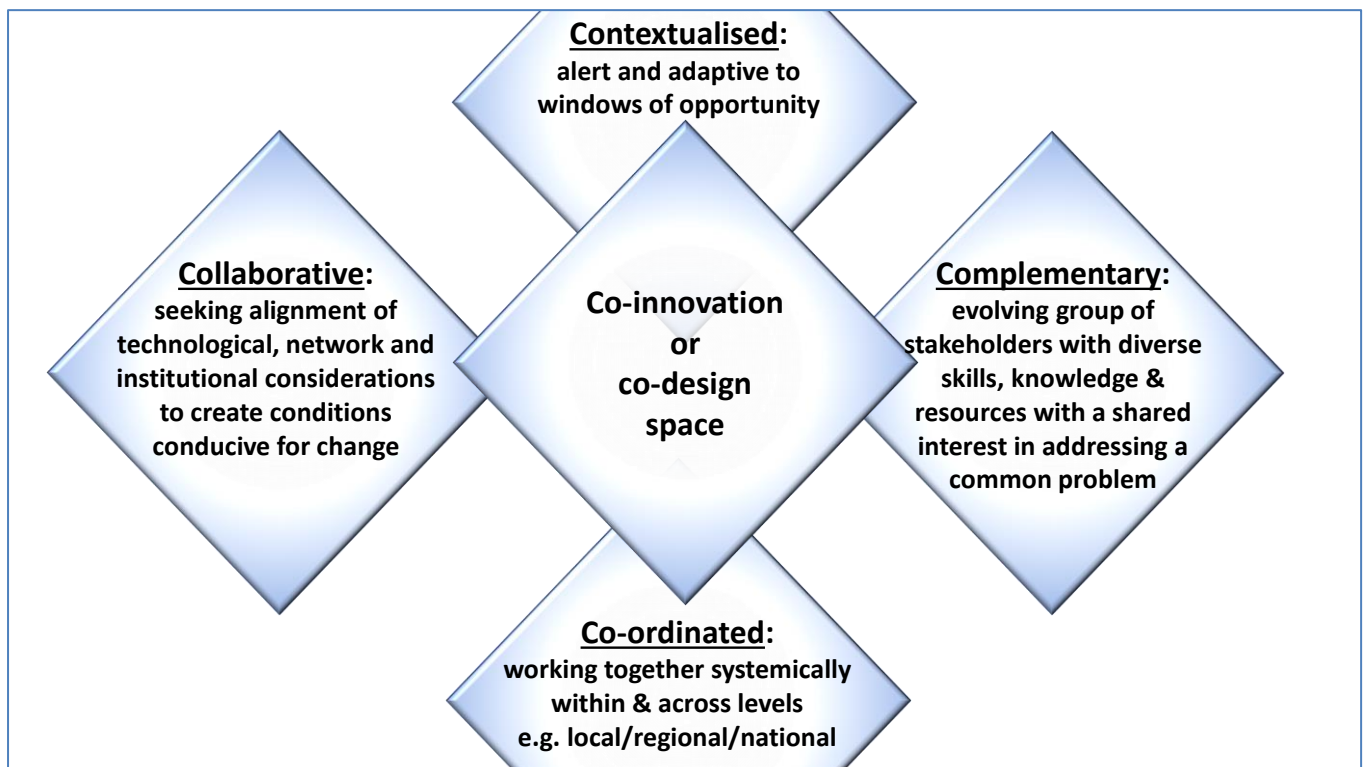 Contextualised:
alert and adaptive to
windows of opportunity
Collaborative:
seeking alignment of
technological, network and
institutional considerations
to create conditions
conducive for change
Co-innovation
or
co-design
space
Complementary:
evolving group of
stakeholders with diverse
skills, knowledge &
resources with a shared
interest in addressing a
common problem
Co-ordinated:
working together systemically
within & across levels
e.g. local/regional/national